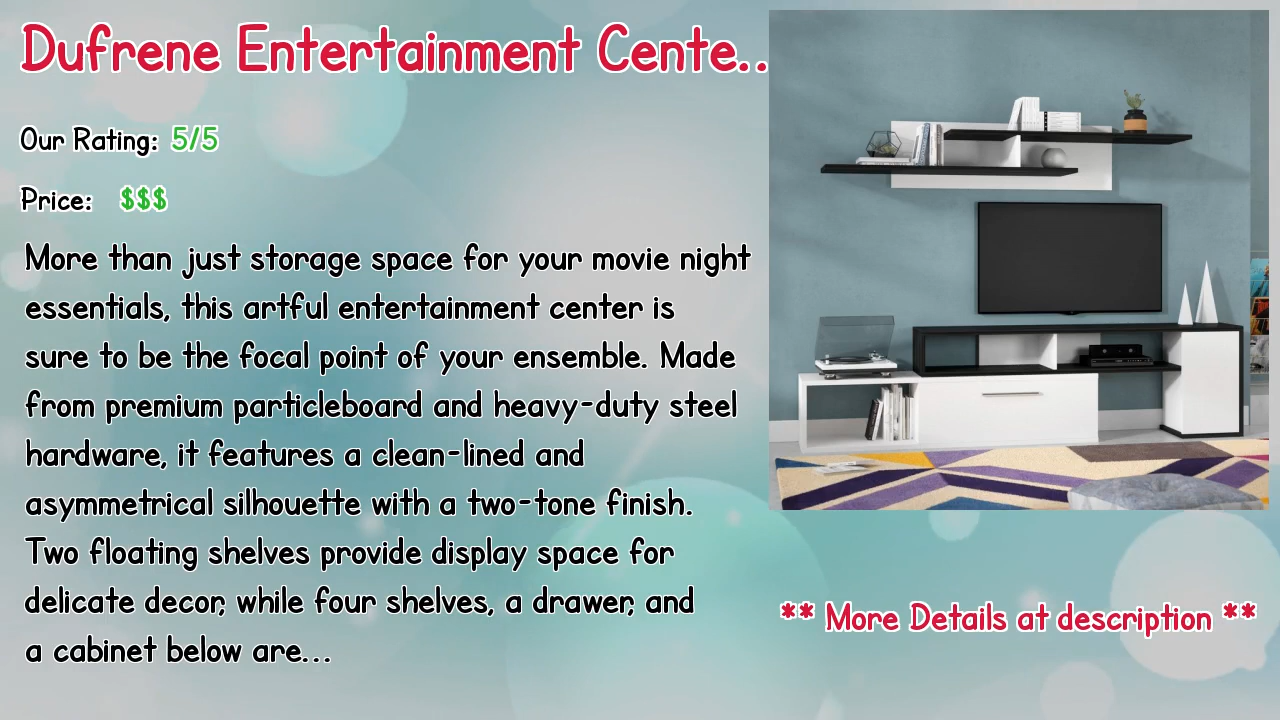 Dufrene Entertainment Cente..
Our Rating: 5/5
Price: $$$
More than just storage space for your movie night
essentials, this artful entertainment center is
sure to be the focal point of your ensemble. Made
from premium particleboard and heavy-duty steel
hardware, it features a clean-lined and
asymmetrical silhouette with a two-tone finish.
Two floating shelves provide display space for
delicate decor, while four shelves, a drawer, and
a cabinet below are...
** More Details at description **